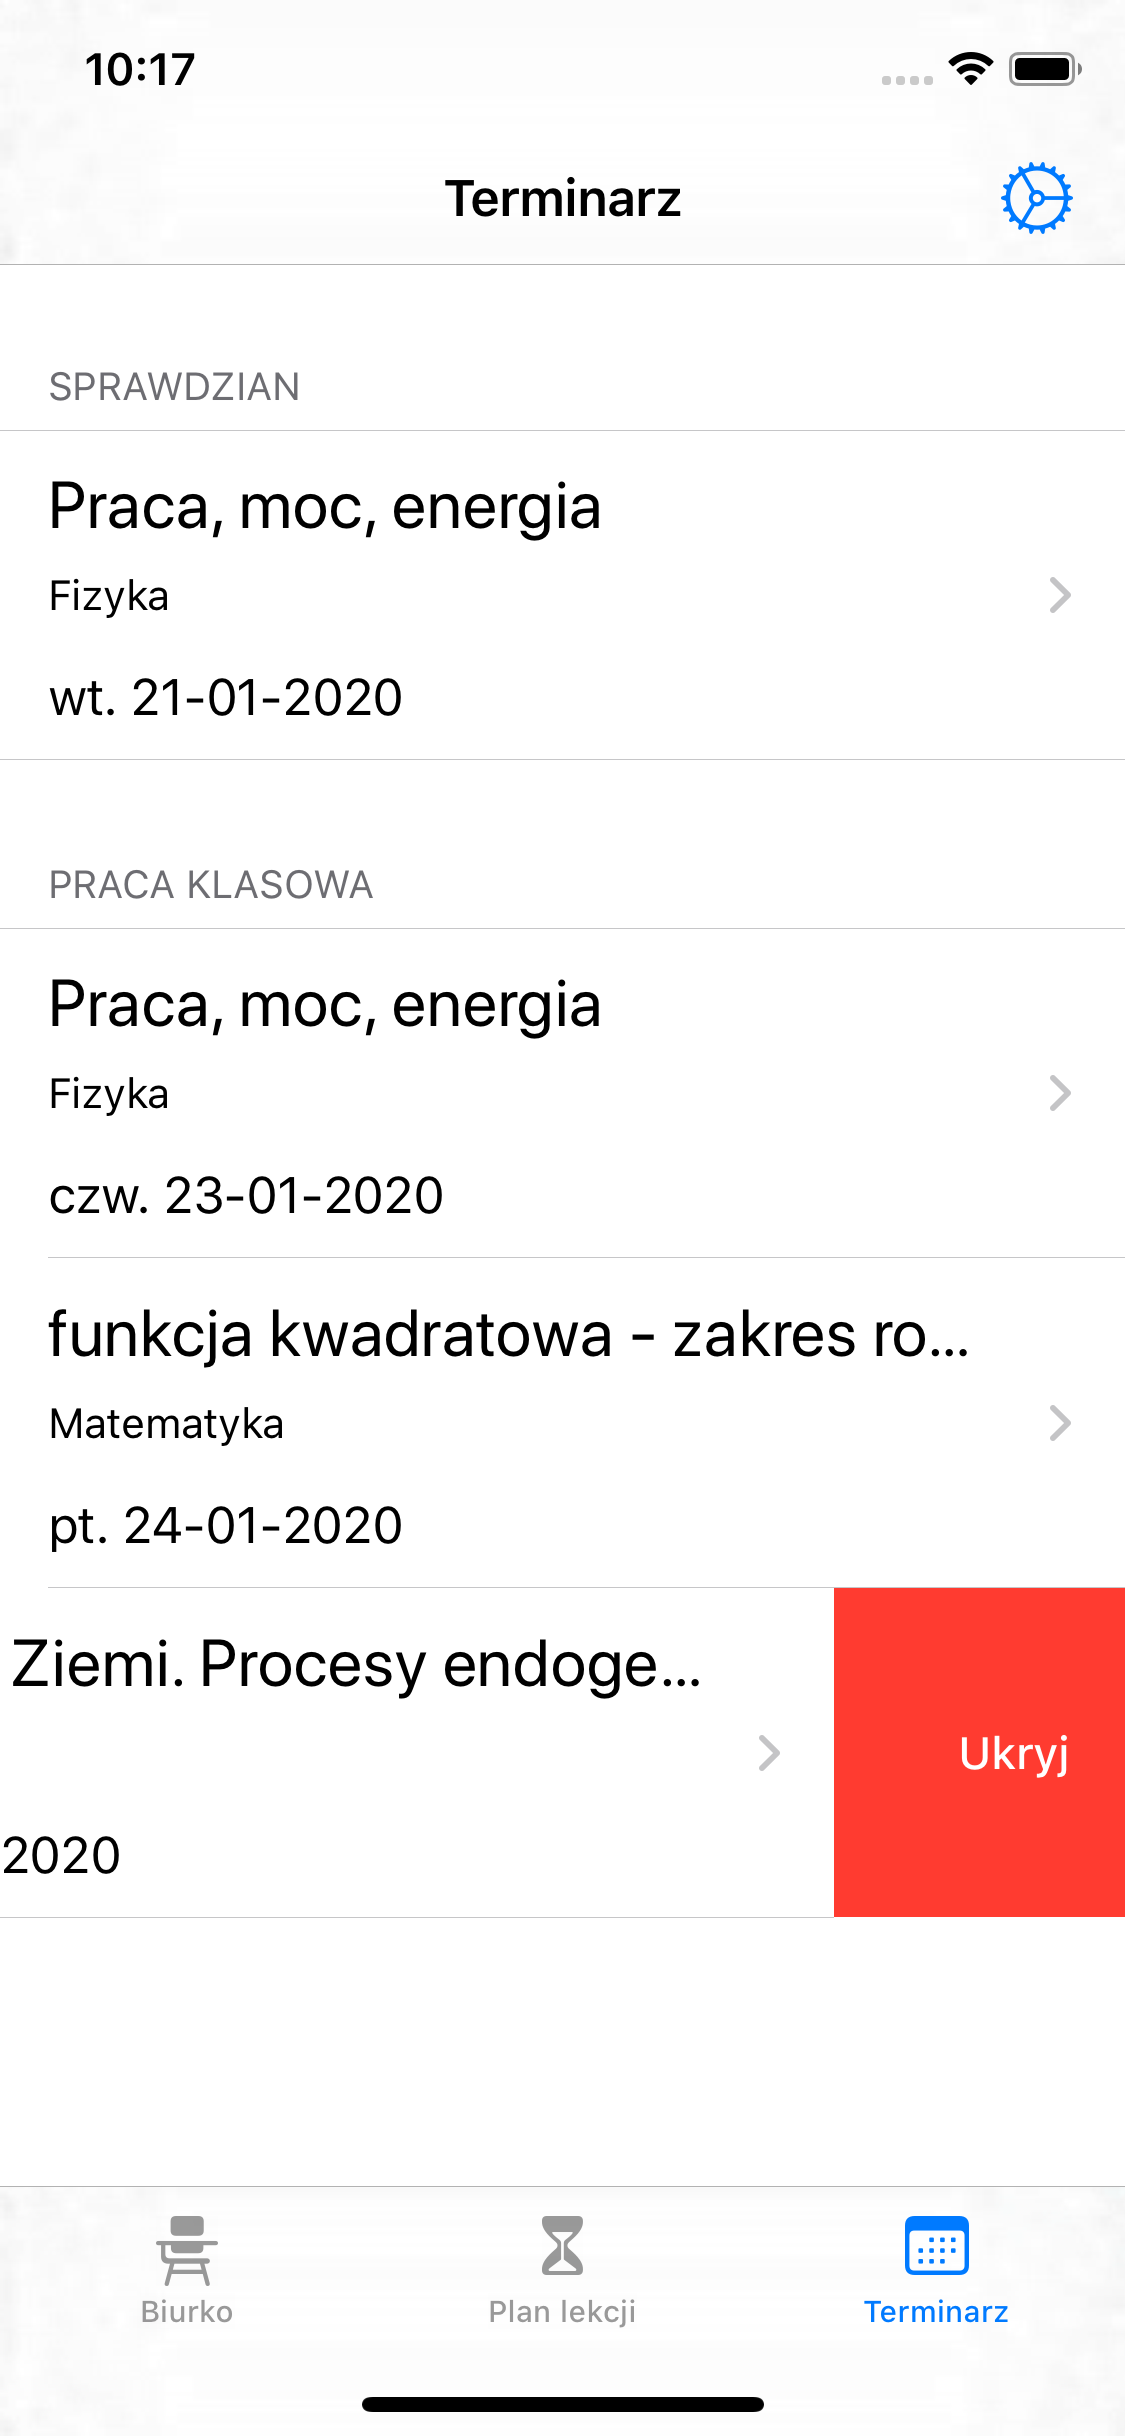 10:17
Terminarz
SPRAWDZIAN
Praca, moc, energia
Fizyka
wt. 21-01-2020
PRACA KLASOWA
Praca, moc, energia
Fizyka
czw. 23-01-2020
funkcja kwadratowa - zakres ro...
Matematyka
pt. 24-01-2020
Ziemi. Procesy endoge...
Ukryj
2020
Biurko
Plan lekcji
Terminarz